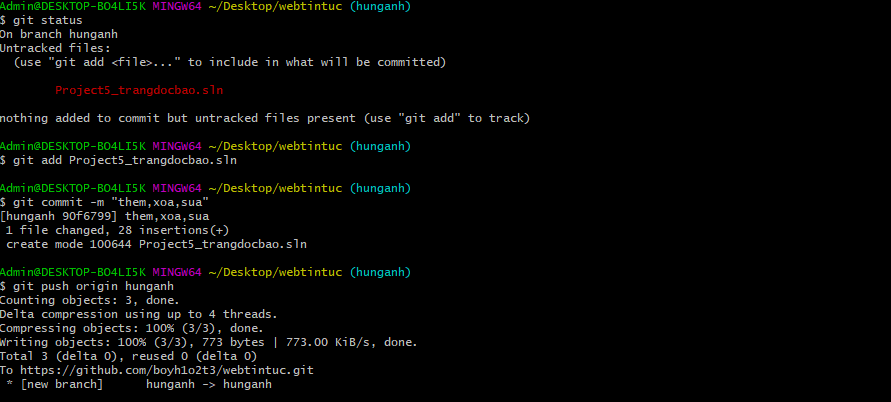 Admin@DESKTOP-BO4LI5K MINGW64 ~/Desktop/webtintuc (hunganh)
$ git status
On branch hunganh
Untracked files:
  (use "git add <file>..." to include in what will be committed)

        Project5_trangdocbao.sln

nothing added to commit but untracked files present (use "git add" to track)

Admin@DESKTOP-BO4LI5K MINGW64 ~/Desktop/webtintuc (hunganh)
$ git add Project5_trangdocbao.sln

Admin@DESKTOP-BO4LI5K MINGW64 ~/Desktop/webtintuc (hunganh)
$ git commit -m "them,xoa,sua"
[hunganh 90f6799] them,xoa,sua
 1 file changed, 28 insertions(+)
 create mode 100644 Project5_trangdocbao.sln

Admin@DESKTOP-BO4LI5K MINGW64 ~/Desktop/webtintuc (hunganh)
$ git push origin hunganh
Counting objects: 3, done.
Delta compression using up to 4 threads.
Compressing objects: 100% (3/3), done.
Writing objects: 100% (3/3), 773 bytes | 773.00 KiB/s, done.
Total 3 (delta 0), reused 0 (delta 0)
To https://github.com/boyh1o2t3/webtintuc.git
 * [new branch]      hunganh -> hunganh